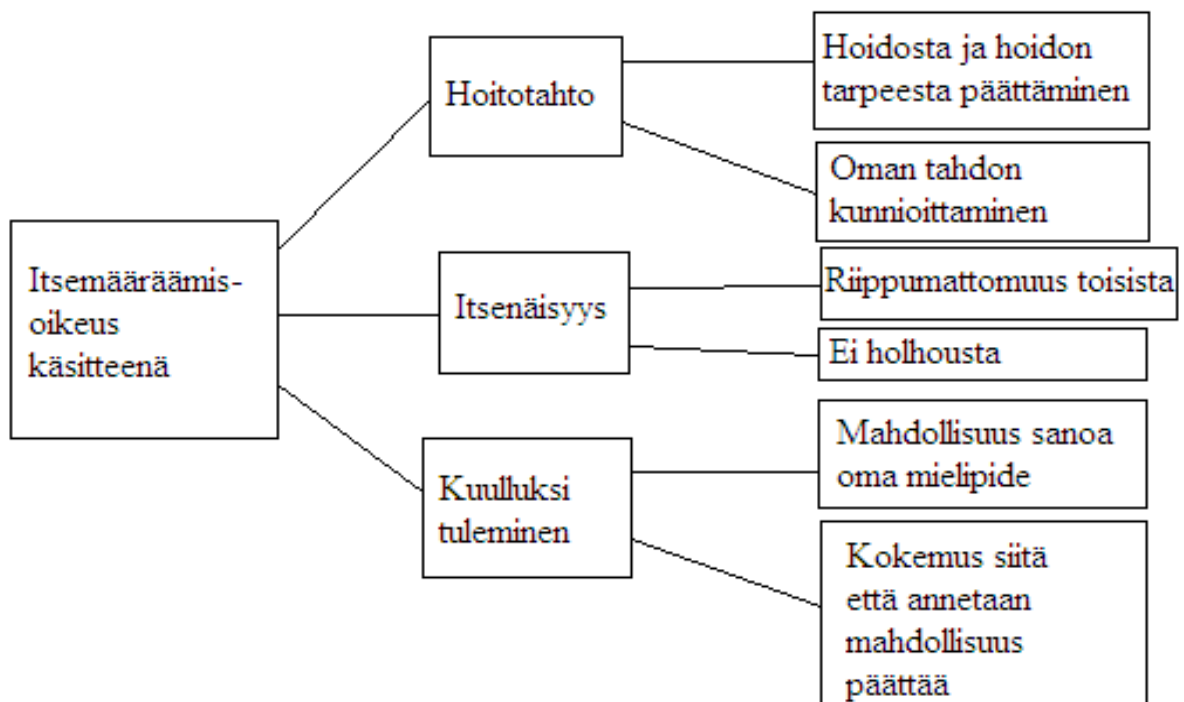 Itsemääräämis-
oikeus
käsitteenä
Hoitotahto
Hoidosta ja hoidon
tarpeesta päättäminen
Oman tahdon
kunnioittaminen
Itsenäisyys
Riippumattomuus toisista
Ei holhousta
Kuulluksi
tuleminen
Mahdollisuus sanoa
oma mielipide
Kokemus siitä
että annetaan
mahdollisuus
päättää